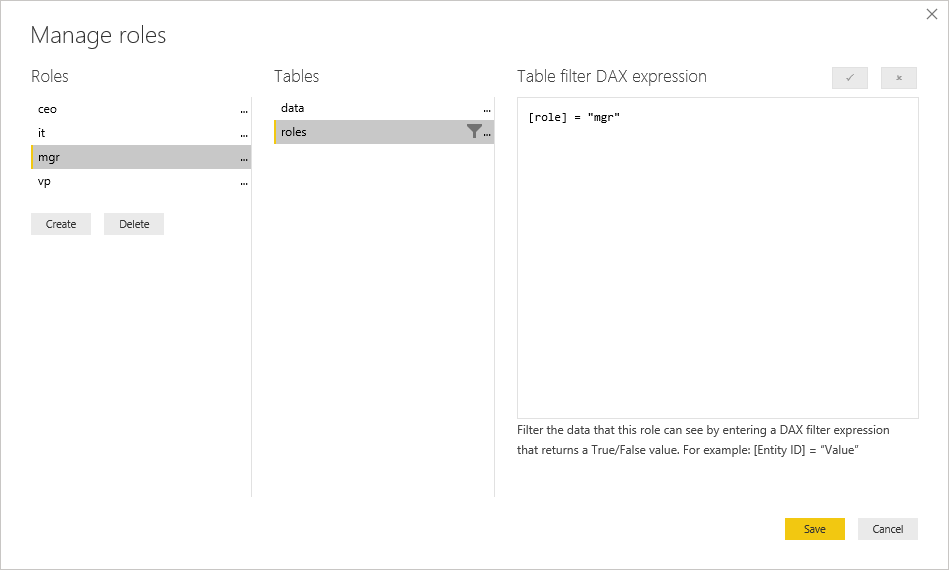 Manage roles
Roles
ceo ...
it ...
mgr ...
vp ...
Create Delete
Tables
data ...
roles ...
Table filter DAX expression
[role] = "mgr"
Filter the data that this role can see by entering a DAX filter expression
that returns a True/False value. For example: [Entity ID] = “Value”
Save Cancel